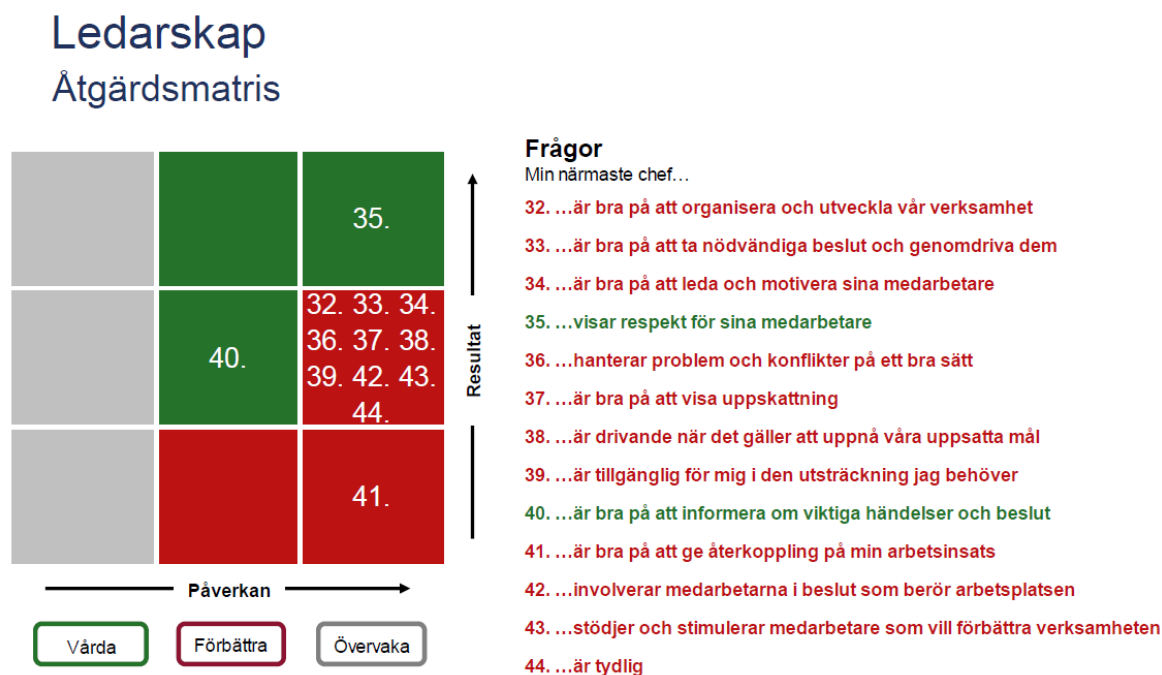 Ledarskap
Åtgärdsmatris
35.
40.
32. 33. 34.
36. 37. 38.
39. 42. 43.
44.
41.
Resultat
Påverkan
Vårda
Förbättra
Övervaka
Frågor
Min närmaste chef…
32. …är bra på att organisera och utveckla vår verksamhet
33. …är bra på att ta nödvändiga beslut och genomdriva dem
34. …är bra på att leda och motivera sina medarbetare
35. …visar respekt för sina medarbetare
36. …hanterar problem och konflikter på ett bra sätt
37. …är bra på att visa uppskattning
38. …är drivande när det gäller att uppnå våra uppsatta mål
39. …är tillgänglig för mig i den utsträckning jag behöver
40. …är bra på att informera om viktiga händelser och beslut
41. …är bra på att ge återkoppling på min arbetsinsats
42. …involverar medarbetarna i beslut som berör arbetsplatsen
43. …stödjer och stimulerar medarbetare som vill förbättra verksamheten
44. …är tydlig